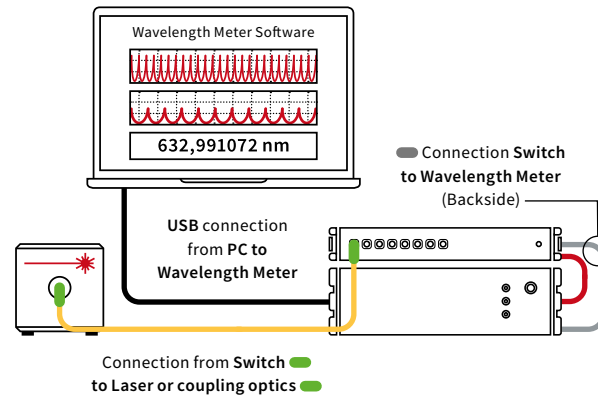 Wavelength Meter Software
632,991072 nm
Connection Switch
to Wavelength Meter
(Backside)
USB connection
from PC to
Wavelength Meter
Connection from Switch
to Laser or coupling optics